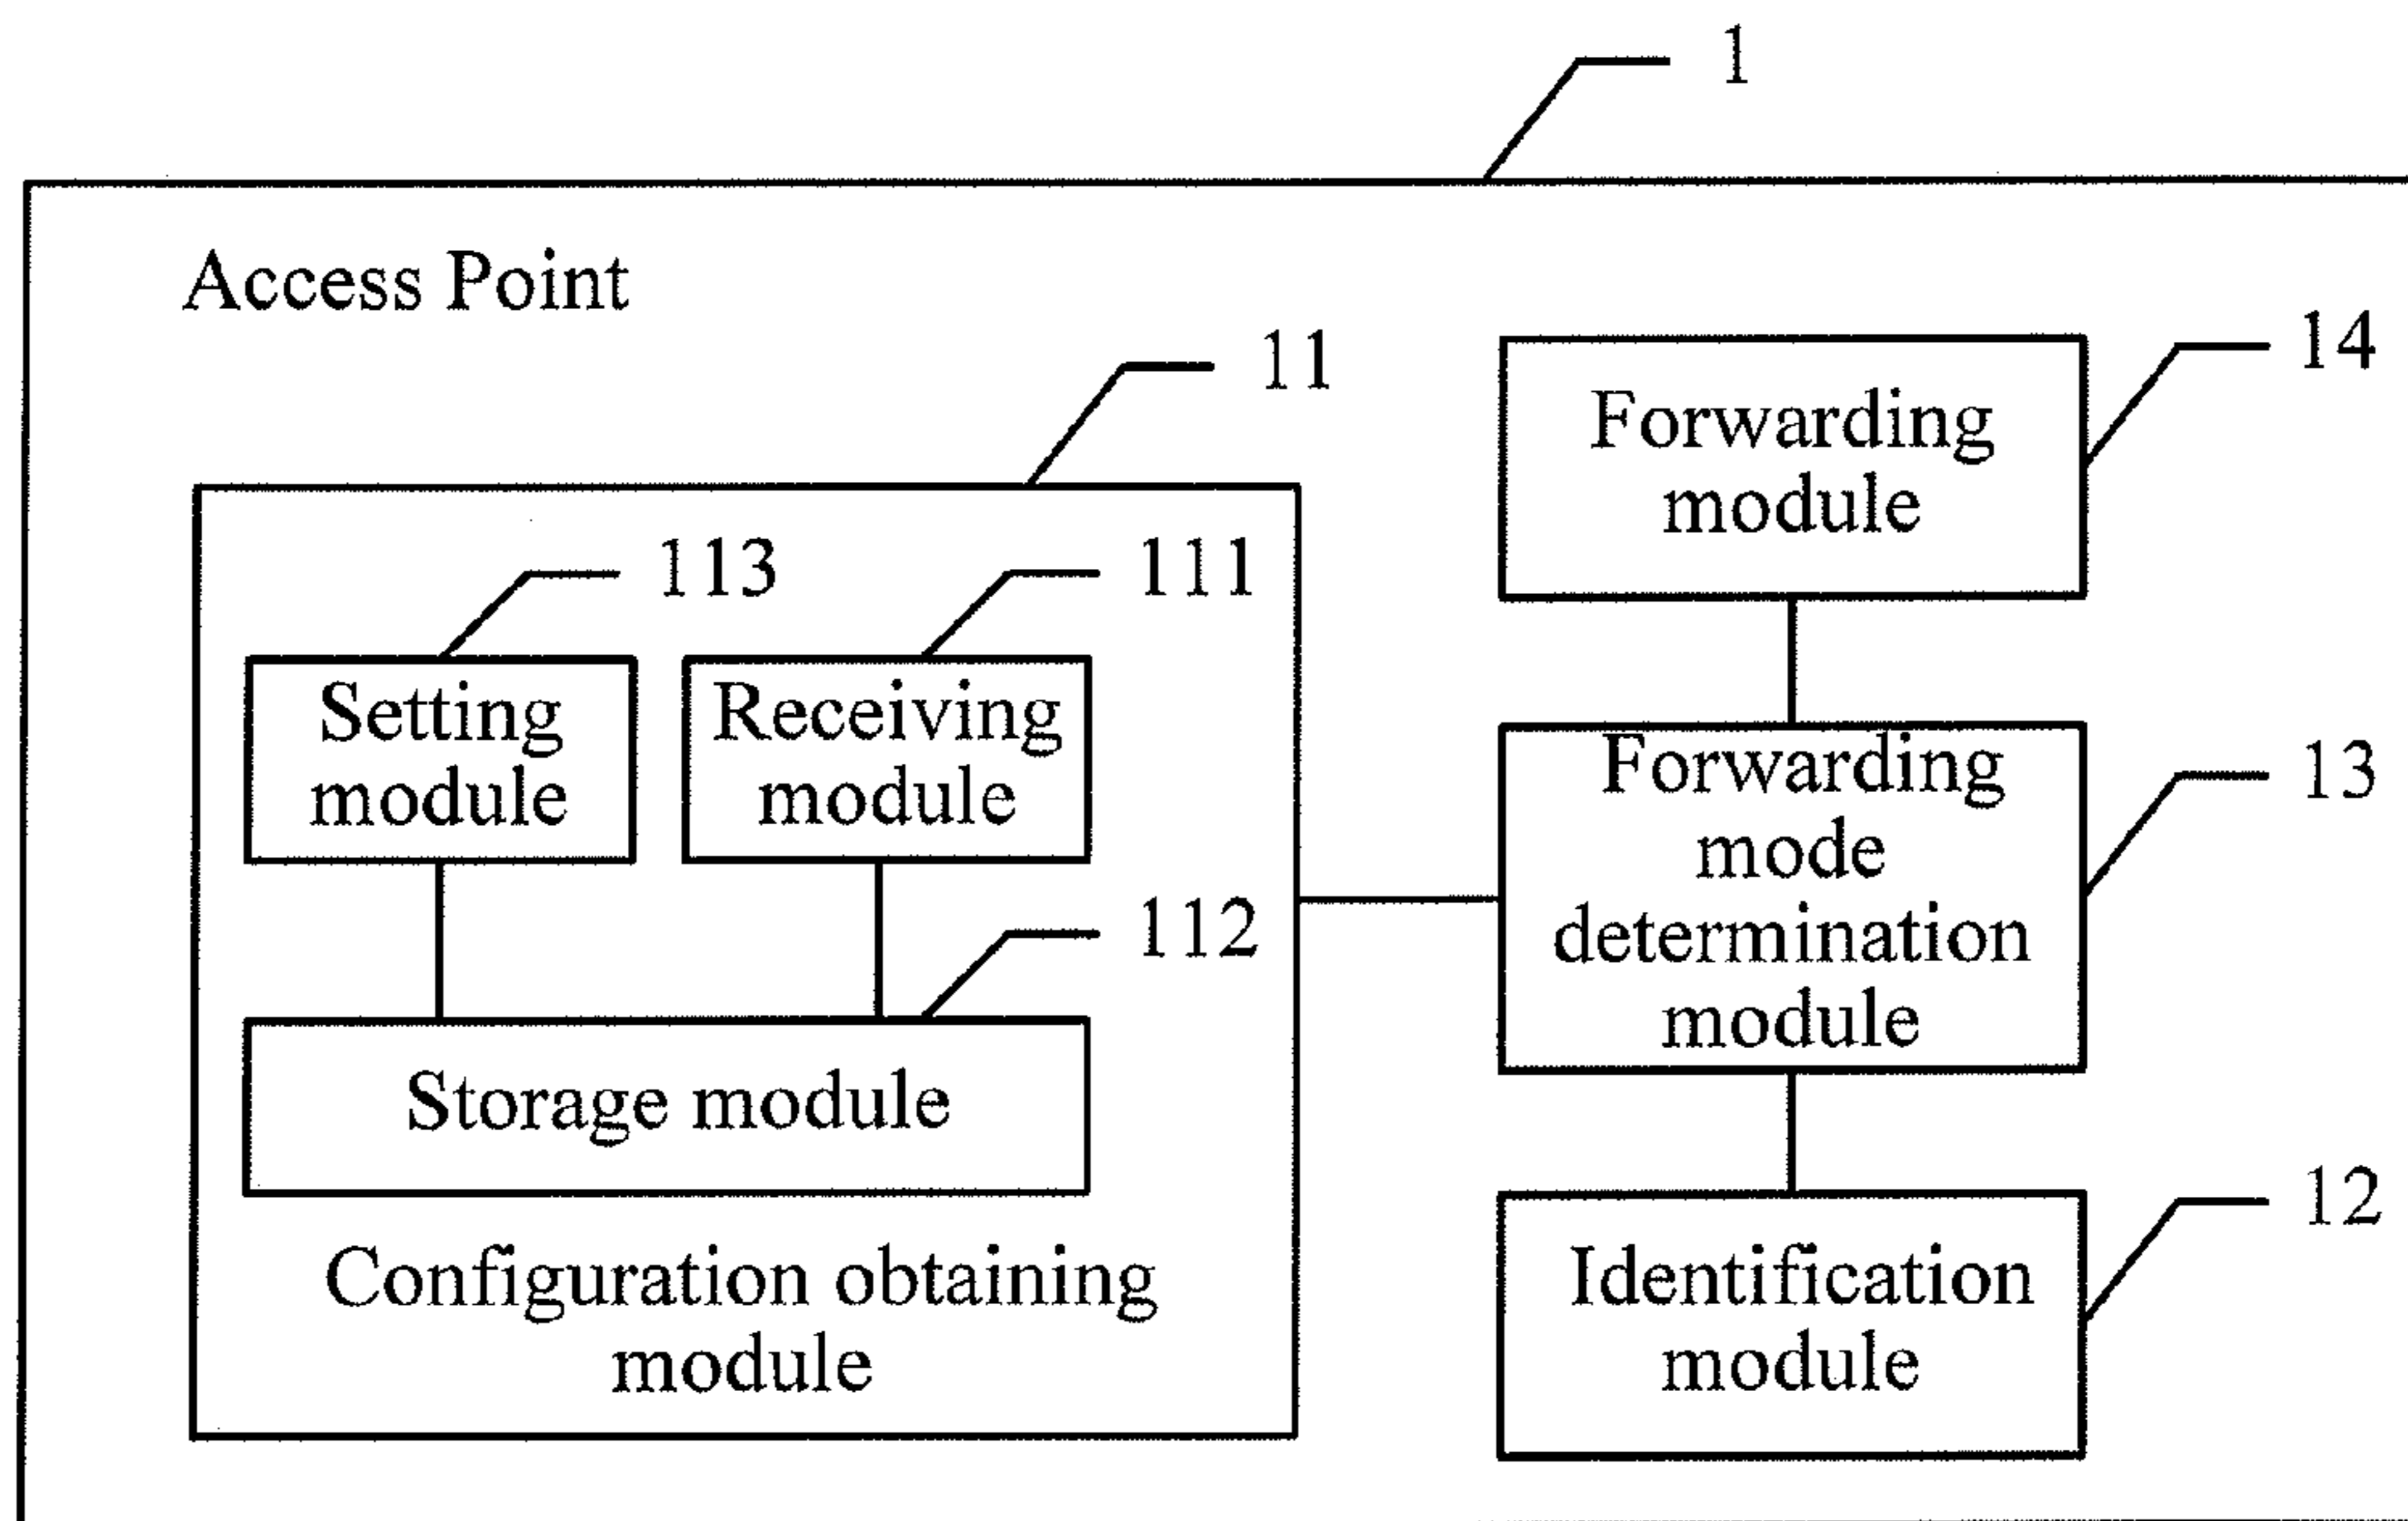 1
Access Point
11
14
Forwarding
module
113
111
Setting
module
Receiving
module
112
Storage module
Configuration obtaining
module
Forwarding
mode
determination
module
13
Identification
module
12